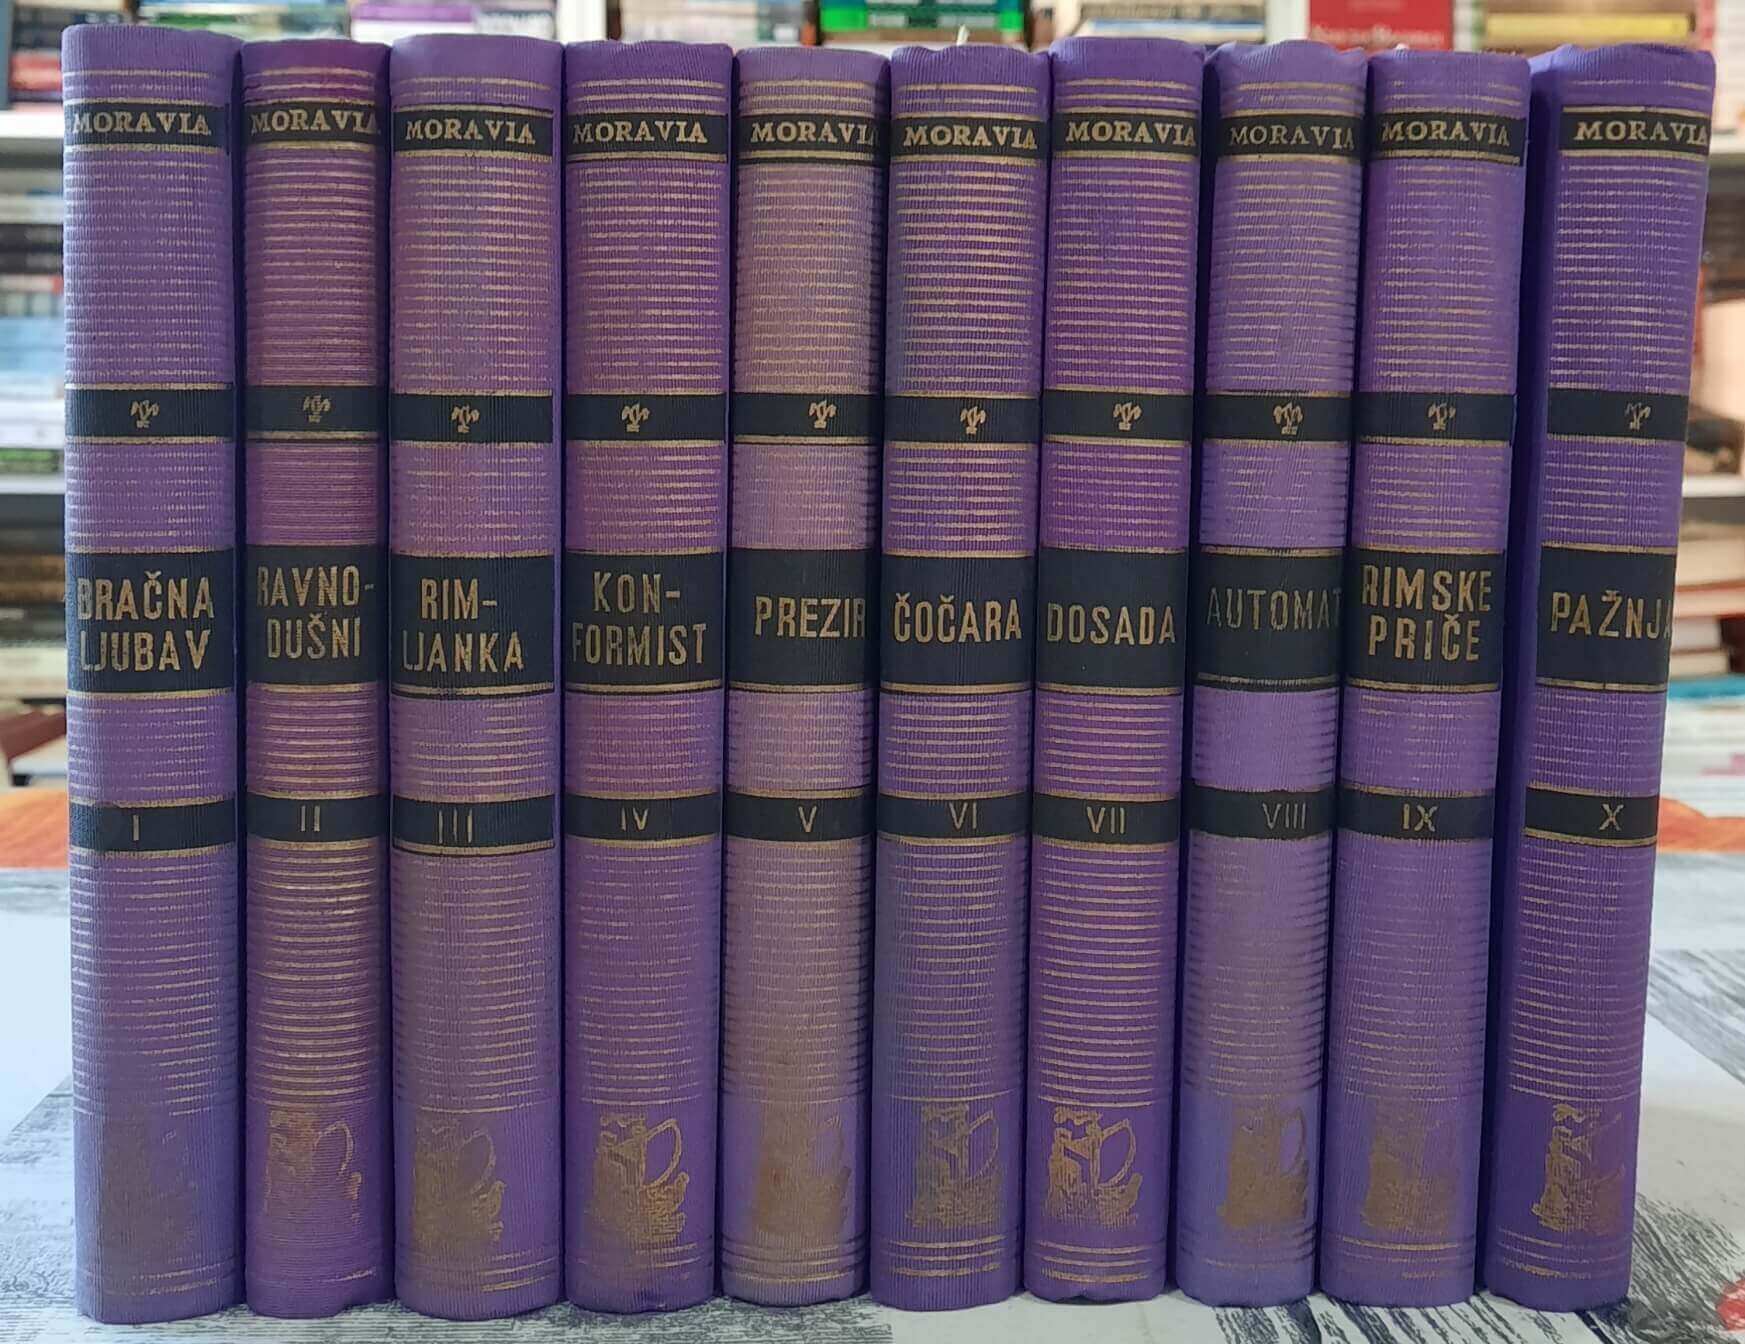 MORAVIA
BRAČNA
LJUBAV
I
MORAVIA
RAVNO-
DUŠNI
II
MORAVIA
RIM-
LJANKA
III
MORAVIA
KON-
FORMIST
IV
MORAVIA
PREZIR
V
MORAVIA
ČOČARA
VI
MORAVIA
DOSADA
VII
MORAVIA
AUTOMAT
VIII
MORAVIA
RIMSKE
PRIČE
IX
MORAVIA
PAŽNJA
X